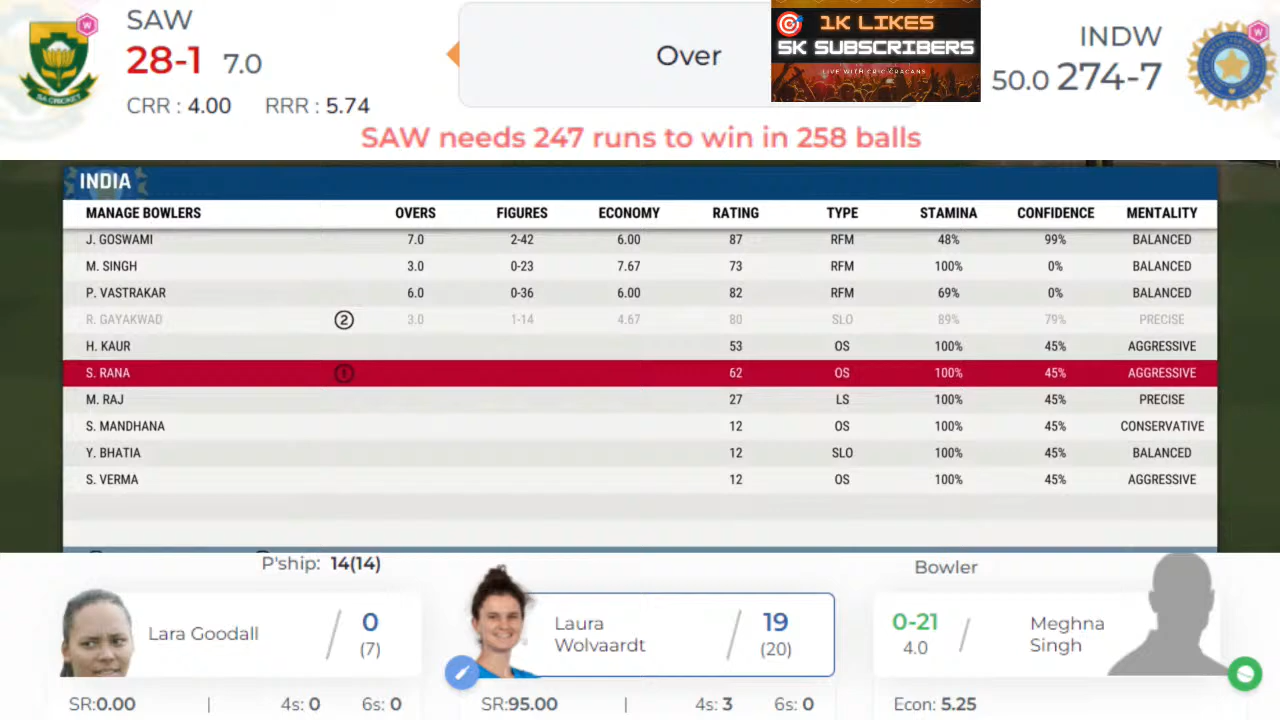 SAW
28-1 7.0
CRR : 4.00 RRR : 5.74
Over
1K LIKES
5K SUBSCRIBERS
LIVE WITH CRIC CRACANS
INDW
50.0 274-7
SA CRICKET
W
W
SAW needs 247 runs to win in 258 balls
INDIA
MANAGE BOWLERS OVERS FIGURES ECONOMY RATING TYPE STAMINA CONFIDENCE MENTALITY
J. GOSWAMI 7.0 2-42 6.00 87 RFM 48% 99% BALANCED
M. SINGH 3.0 0-23 7.67 73 RFM 100% 0% BALANCED
P. VASTRAKAR 6.0 0-36 6.00 82 RFM 69% 0% BALANCED
R. GAYAKWAD 2 3.0 1-14 4.67 80 SLO 89% 79% PRECISE
H. KAUR 53 OS 100% 45% AGGRESSIVE
S. RANA 1 62 OS 100% 45% AGGRESSIVE
M. RAJ 27 LS 100% 45% PRECISE
S. MANDHANA 12 OS 100% 45% CONSERVATIVE
Y. BHATIA 12 SLO 100% 45% BALANCED
S. VERMA 12 OS 100% 45% AGGRESSIVE
P'ship: 14(14)
Lara Goodall 0
(7)
SR:0.00 | 4s: 0 6s: 0
Laura
Wolvaardt
19
(20)
SR:95.00 | 4s: 3 6s: 0
Bowler
0-21
4.0
Meghna
Singh
Econ: 5.25